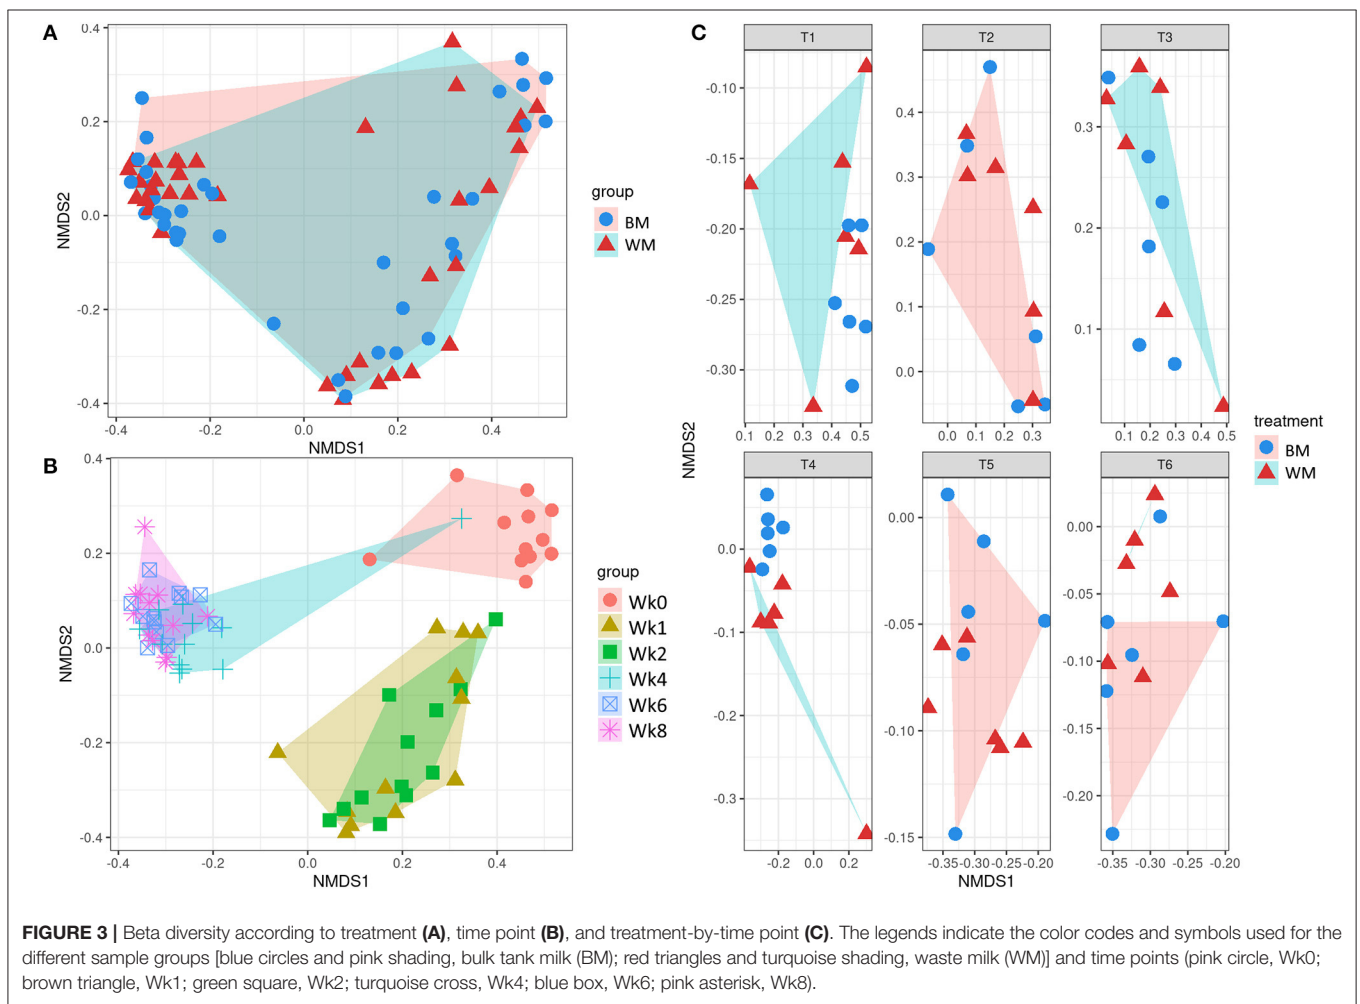 A
0.4
0.2
0.0
-0.2
-0.4
NMDS2
-0.4
-0.2
0.0
0.2
0.4
NMDS1
group
BM
WM
B
0.4
0.2
0.0
-0.2
-0.4
NMDS2
-0.4
-0.2
0.0
0.2
0.4
NMDS1
group
Wk0
Wk1
Wk2
Wk4
Wk6
Wk8
C
NMDS2
T1
-0.10
-0.15
-0.20
-0.25
-0.30
0.1 0.2 0.3 0.4 0.5
T2
0.4
0.3
0.2
0.1
0.0
0.0 0.1 0.2 0.3
T3
0.3
0.2
0.1
0.1 0.2 0.3 0.4 0.5
T4
0.0
-0.1
-0.2
-0.3
-0.2 0.0 0.2
T5
0.00
-0.05
-0.10
-0.15
-0.35 -0.30 -0.25 -0.20
T6
0.00
-0.05
-0.10
-0.15
-0.20
-0.35 -0.30 -0.25 -0.20
NMDS1
treatment
BM
WM
FIGURE 3 | Beta diversity according to treatment (A), time point (B), and treatment-by-time point (C). The legends indicate the color codes and symbols used for the
different sample groups [blue circles and pink shading, bulk tank milk (BM); red triangles and turquoise shading, waste milk (WM)] and time points (pink circle, Wk0;
brown triangle, Wk1; green square, Wk2; turquoise cross, Wk4; blue box, Wk6; pink asterisk, Wk8).